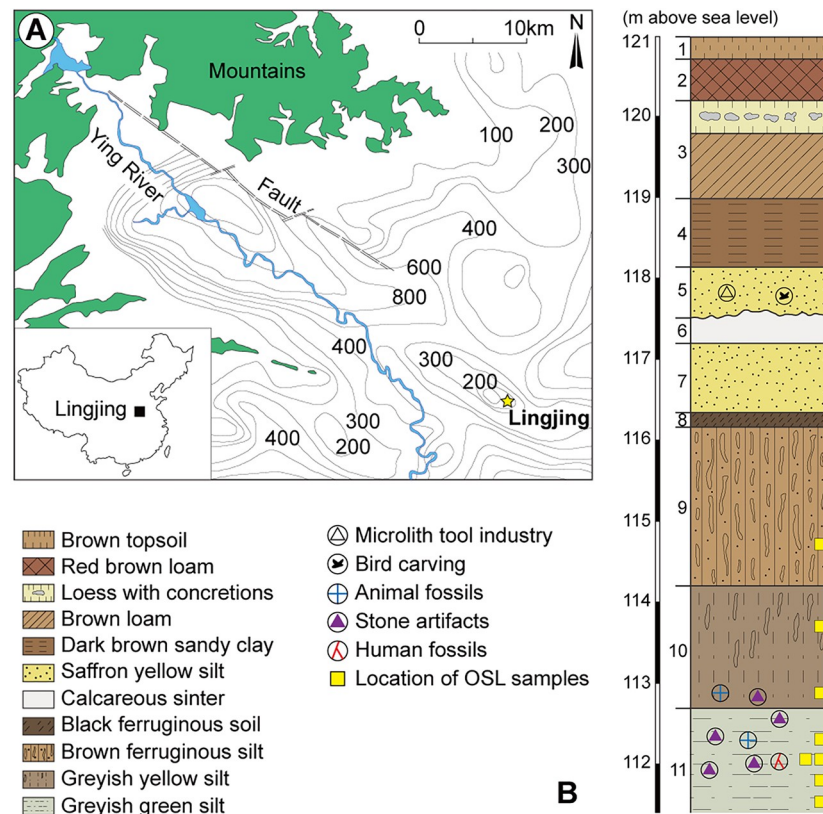 A
0 10km
N
Mountains
Ying River
Fault
100
200
300
400
600
800
400
300
200
Lingjing
300
400
200
Lingjing
Brown topsoil
Red brown loam
Loess with concretions
Brown loam
Dark brown sandy clay
Saffron yellow silt
Calcareous sinter
Black ferruginous soil
Brown ferruginous silt
Greyish yellow silt
Greyish green silt
Microlith tool industry
Bird carving
Animal fossils
Stone artifacts
Human fossils
Location of OSL samples
B
(m above sea level)
121
120
119
118
117
116
115
114
113
112
1
2
3
4
5
6
7
8
9
10
11